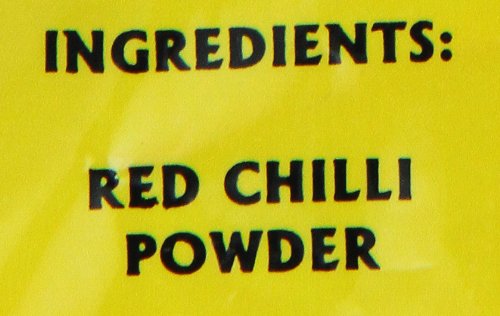 INGREDIENTS:
RED CHILLI
POWDER